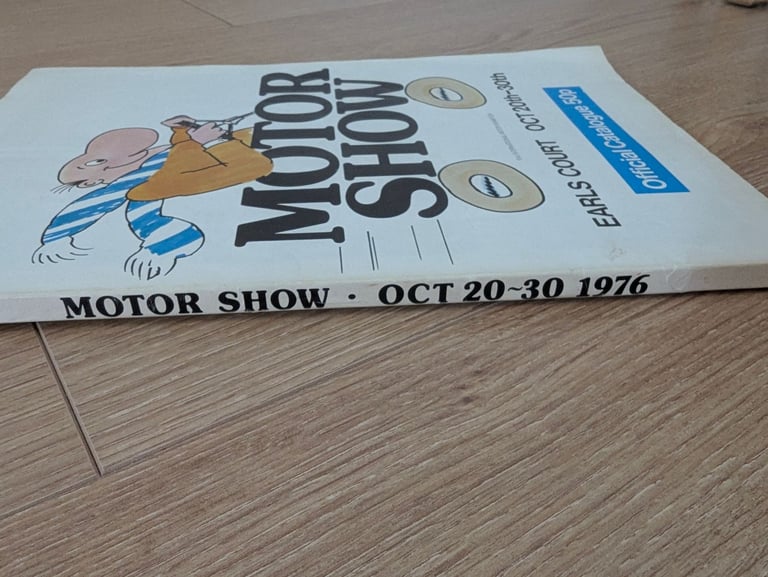 MOTOR
SHOW
EARLS COURT OCT 20th-30th
Official Catalogue 50p
MOTOR SHOW · OCT 20~30 1976